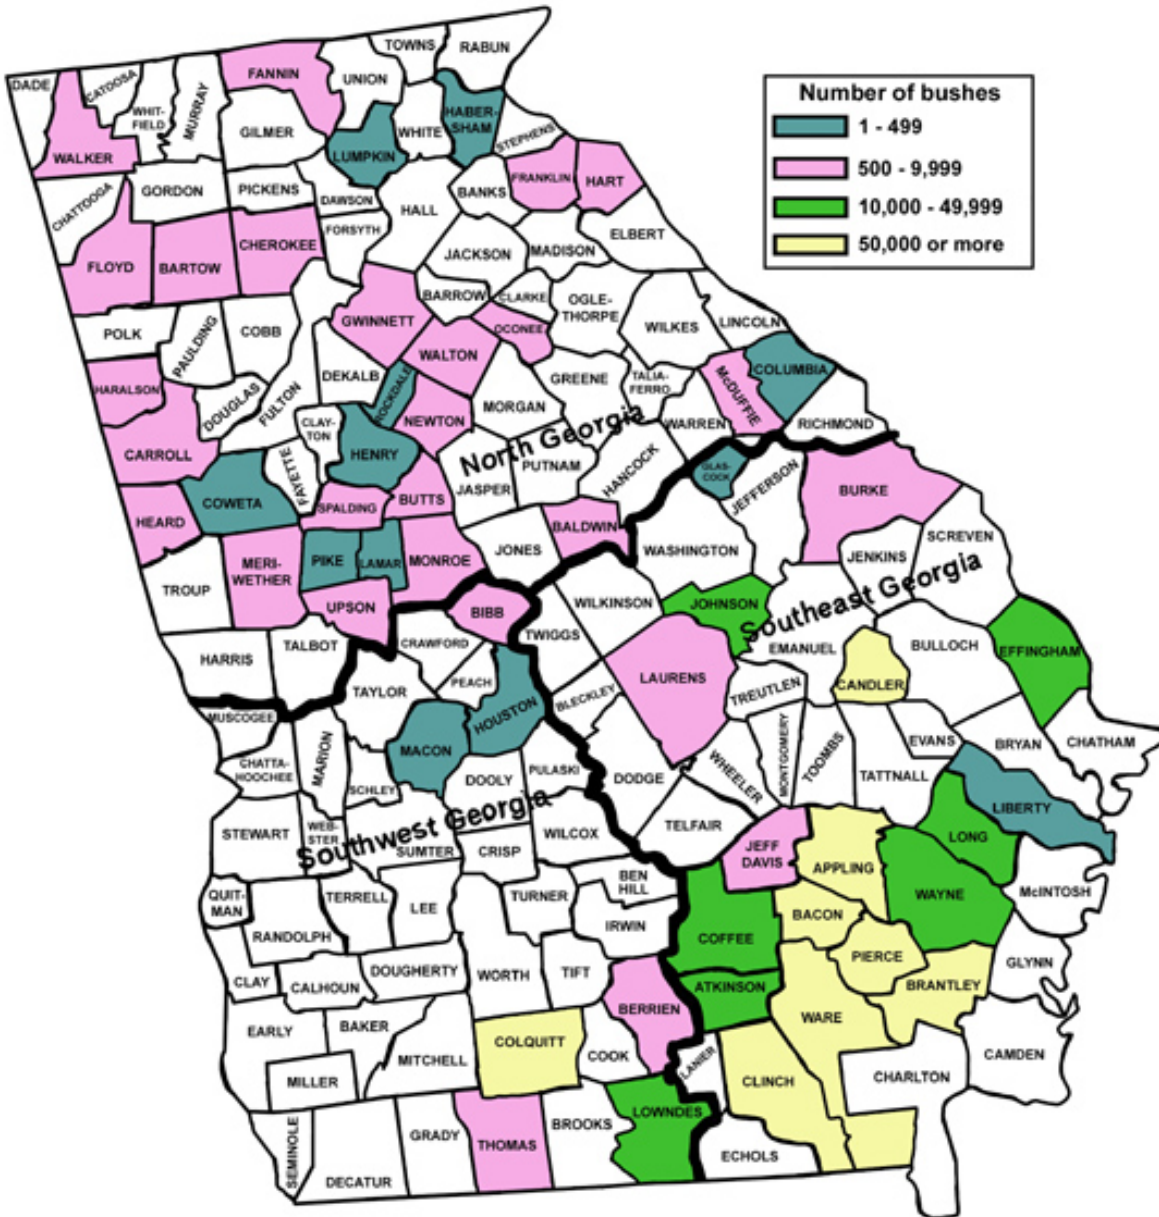 TOWNS
RABUN
DADE
CATOOSA
WHIT-
FIELD
MURRAY
FANNIN
UNION
HABER-
SHAM
Number of bushes
1 - 499
500 - 9,999
10,000 - 49,999
50,000 or more
WALKER
GILMER
LUMPKIN
WHITE
STEPHENS
CHATTOOGA
GORDON
PICKENS
DAWSON
HALL
BANKS
FRANKLIN
HART
FLOYD
BARTOW
CHEROKEE
FORSYTH
JACKSON
MADISON
ELBERT
POLK
PAULDING
COBB
GWINNETT
BARROW
CLARKE
OCONEE
OGLE-
THORPE
WILKES
LINCOLN
HARALSON
DOUGLAS
FULTON
DEKALB
ROCKDALE
WALTON
MORGAN
GREENE
TALIA-
FERRO
McDUFFIE
COLUMBIA
CARROLL
CLAY-
TON
HENRY
NEWTON
North Georgia
WARREN
RICHMOND
COWETA
FAYETTE
SPALDING
BUTTS
JASPER
PUTNAM
HANCOCK
GLAS-
COCK
JEFFERSON
BURKE
HEARD
MERI-
WETHER
PIKE
LAMAR
MONROE
JONES
BALDWIN
WASHINGTON
JENKINS
SCREVEN
TROUP
UPSON
BIBB
TWIGGS
WILKINSON
JOHNSON
Southeast Georgia
HARRIS
TALBOT
CRAWFORD
PEACH
BLECKLEY
LAURENS
EMANUEL
CANDLER
BULLOCH
EFFINGHAM
MUSCOGEE
TAYLOR
MACON
HOUSTON
TREUTLEN
CHATTA-
HOOCHEE
MARION
SCHLEY
DOOLY
PULASKI
DODGE
WHEELER
MONTGOMERY
TOOMBS
TATTNALL
EVANS
BRYAN
CHATHAM
STEWART
WEB-
STER
Southwest Georgia
SUMTER
CRISP
WILCOX
TELFAIR
JEFF
DAVIS
APPLING
LONG
LIBERTY
QUIT-
MAN
TERRELL
LEE
TURNER
BEN
HILL
IRWIN
COFFEE
BACON
WAYNE
McINTOSH
RANDOLPH
PIERCE
GLYNN
CLAY
CALHOUN
DOUGHERTY
WORTH
TIFT
BERRIEN
ATKINSON
WARE
BRANTLEY
EARLY
BAKER
MITCHELL
COLQUITT
COOK
LANIER
CLINCH
CHARLTON
CAMDEN
MILLER
SEMINOLE
DECATUR
GRADY
THOMAS
BROOKS
LOWNDES
ECHOLS